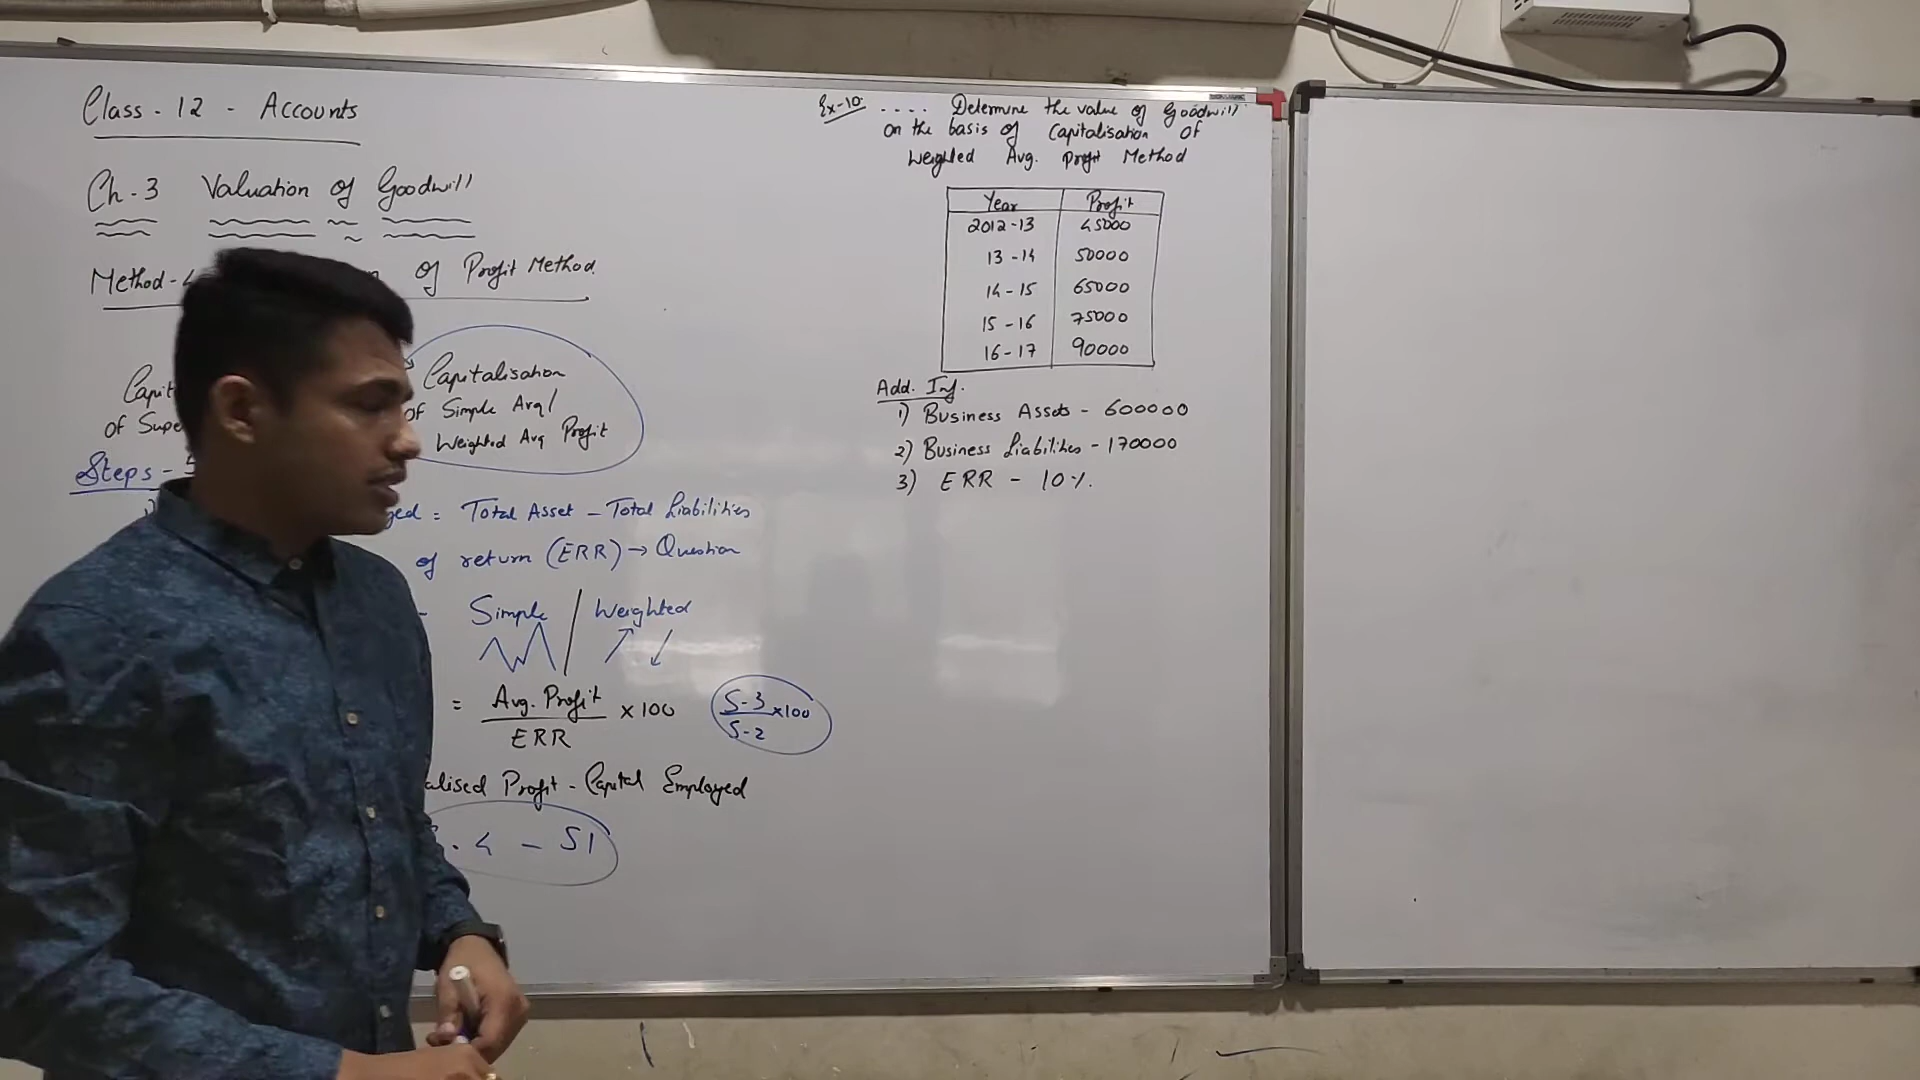 Class - 12 - Accounts
Ch-3 Valuation of Goodwill
Method - of Profit Method
Capitalisation
of Simple Avg/
Weighted Avg Profit
of Supe
Steps -
= Total Asset - Total Liabilities
of return (ERR) → Question
- Simple / Weighted
= Avg. Profit / ERR × 100
S-3 / S-2 ×100
alised Profit - Capital Employed
4 - S1
Ex-10. .... Determine the value of Goodwill
on the basis of Capitalisation of
Weighted Avg. Profit Method
Year Profit
2012-13 45000
13-14 50000
14-15 65000
15-16 75000
16-17 90000
Add. Inf.
1) Business Assets - 600000
2) Business Liabilities - 170000
3) ERR - 10%.